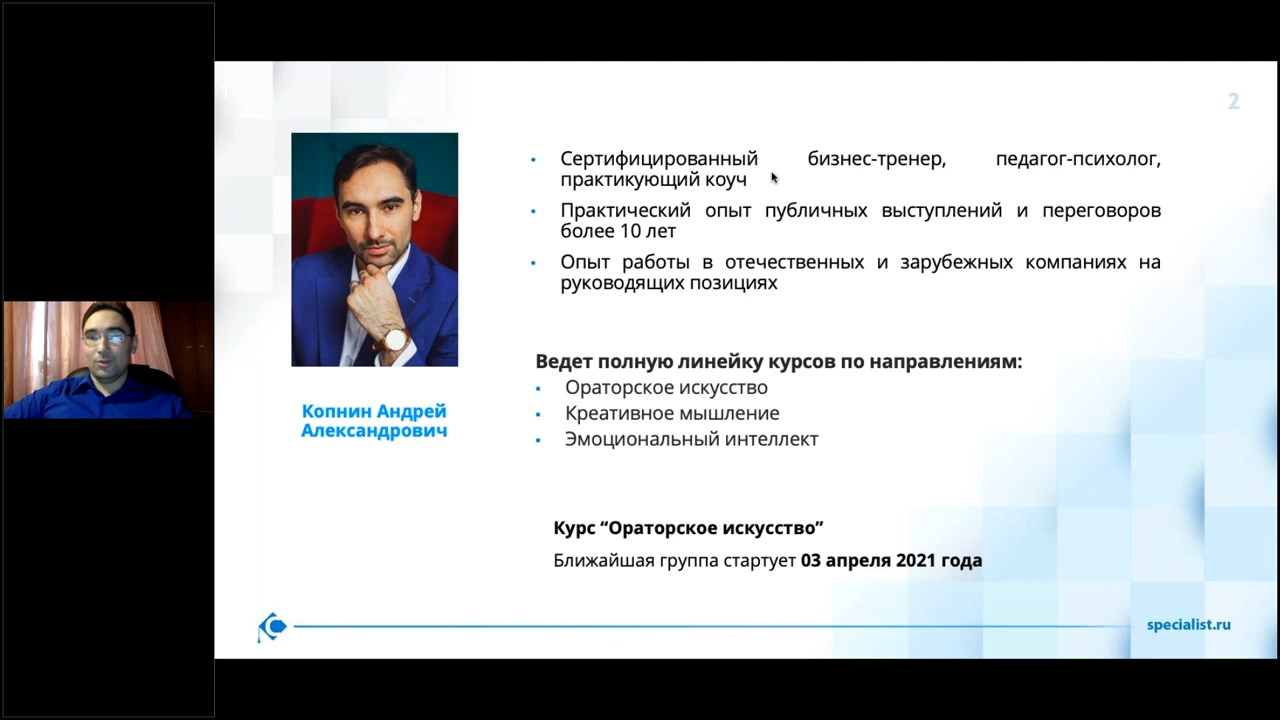 2
Сертифицированный бизнес-тренер, педагог-психолог,
практикующий коуч
Практический опыт публичных выступлений и переговоров
более 10 лет
Опыт работы в отечественных и зарубежных компаниях на
руководящих позициях
Копнин Андрей
Александрович
Ведет полную линейку курсов по направлениям:
Ораторское искусство
Креативное мышление
Эмоциональный интеллект
Курс “Ораторское искусство”
Ближайшая группа стартует 03 апреля 2021 года
specialist.ru